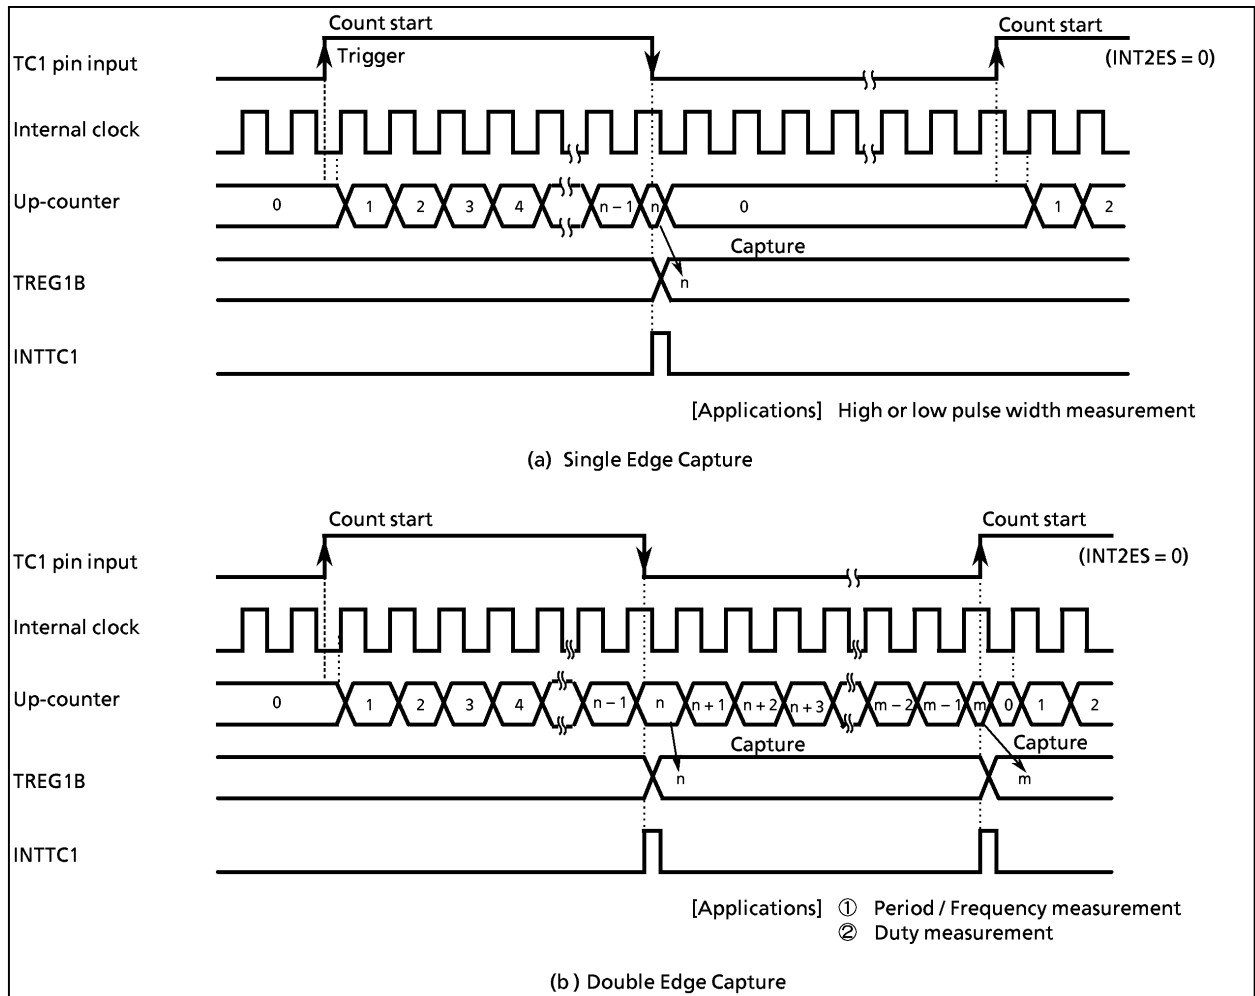 Count start
Count start
TC1 pin input
Trigger
(INT2ES = 0)
Internal clock
Up-counter
0 1 2 3 4 n – 1 n 0 1 2
Capture
TREG1B
n
INTTC1
[Applications] High or low pulse width measurement
(a) Single Edge Capture
Count start
Count start
TC1 pin input
(INT2ES = 0)
Internal clock
Up-counter
0 1 2 3 4 n – 1 n n + 1 n + 2 n + 3 m – 2 m – 1 m 0 1 2
Capture
Capture
TREG1B
n
m
INTTC1
[Applications] ① Period / Frequency measurement
② Duty measurement
(b ) Double Edge Capture